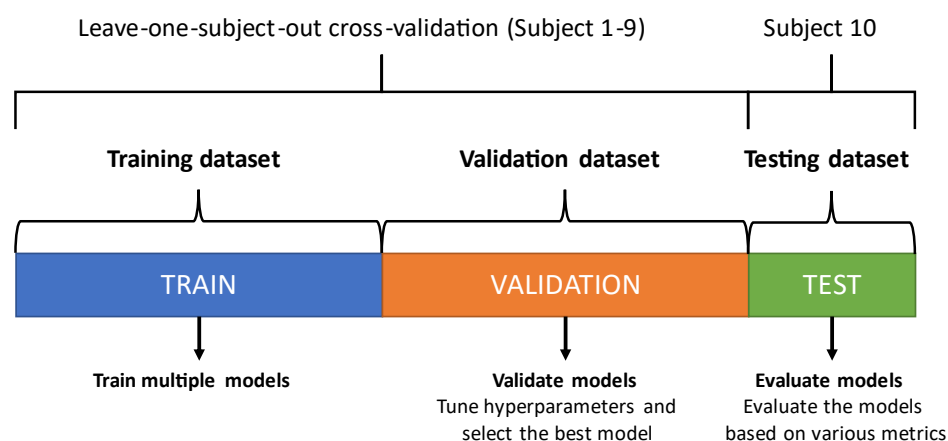 Leave-one-subject-out cross-validation (Subject 1-9)
Subject 10
Training dataset
Validation dataset
Testing dataset
TRAIN
VALIDATION
TEST
Train multiple models
Validate models
Tune hyperparameters and
select the best model
Evaluate models
Evaluate the models
based on various metrics